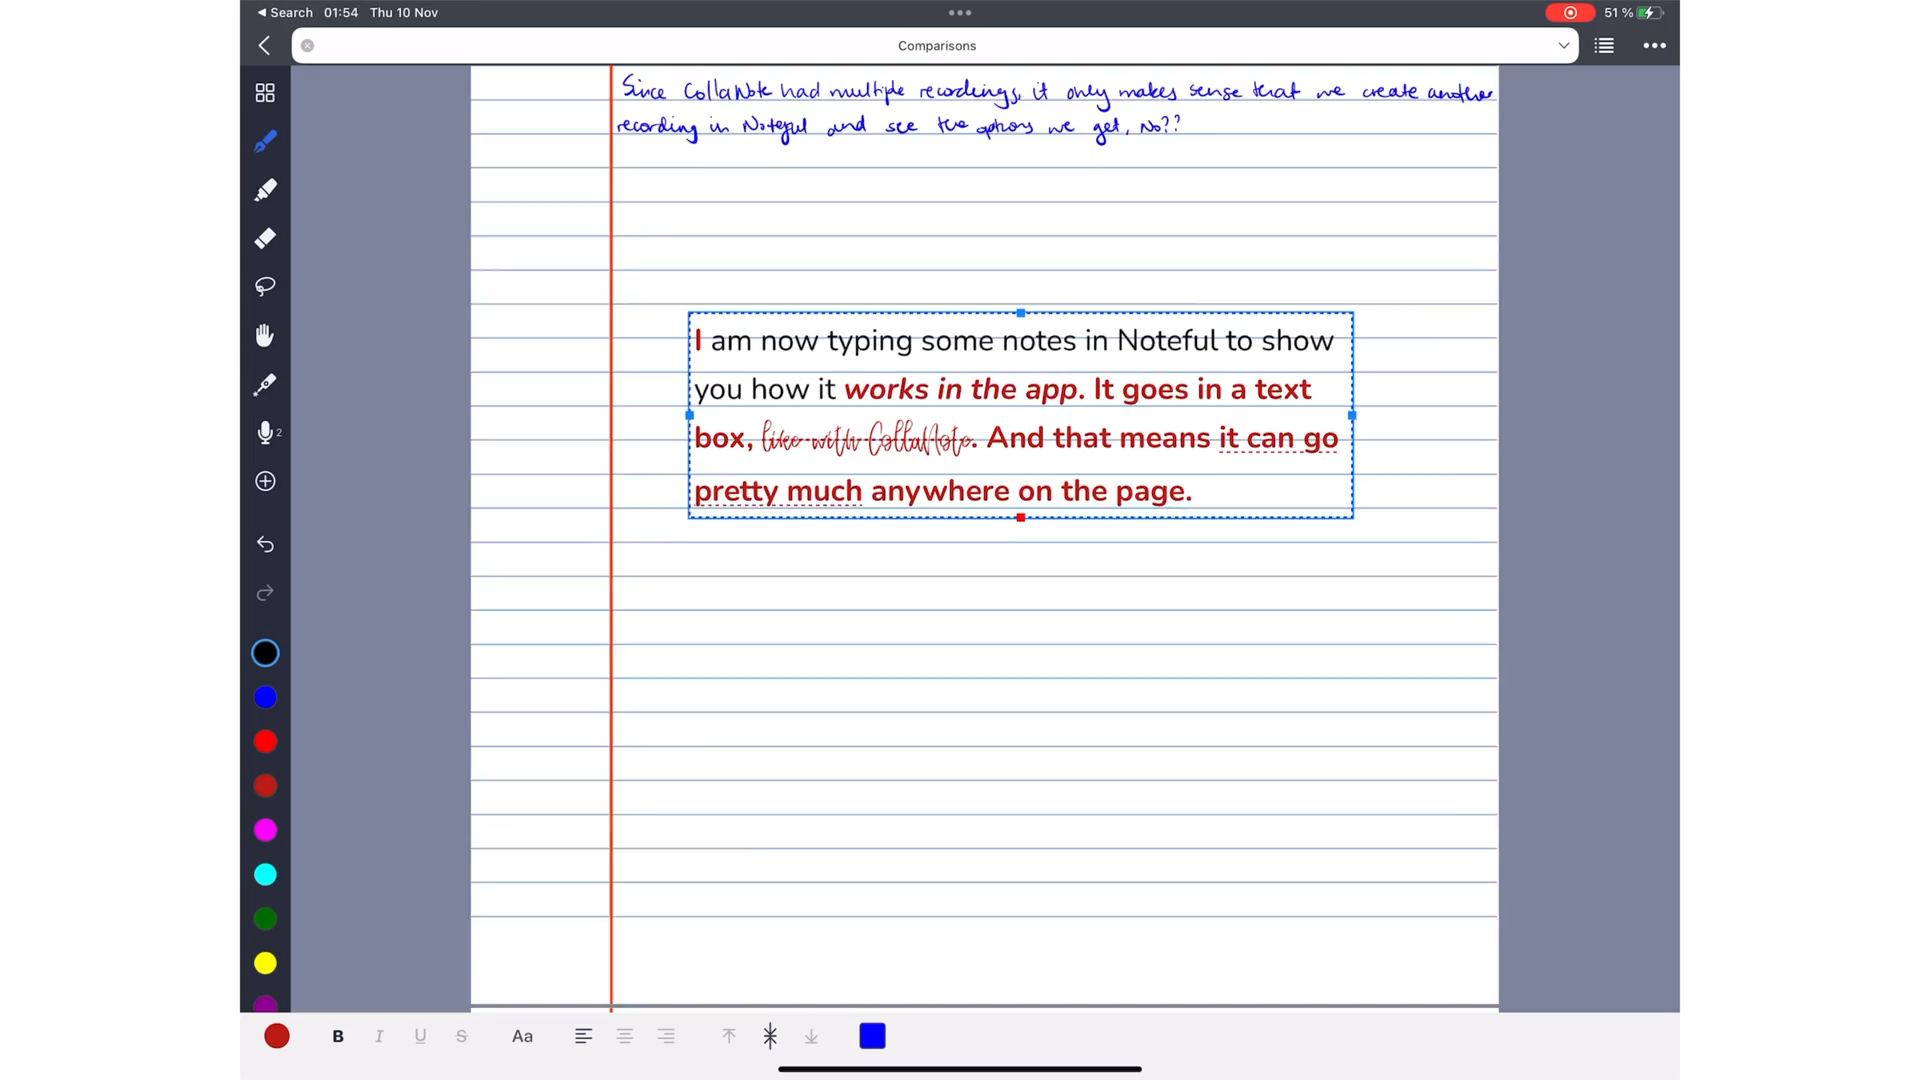 Search 01:54 Thu 10 Nov
51 %
Comparisons
Since CollaNote had multiple recordings, it only makes sense that we create another
recording in Noteful and see the options we get, No??
I am now typing some notes in Noteful to show
you how it works in the app. It goes in a text
box, like with CollaNote. And that means it can go
pretty much anywhere on the page.
2
B I U S Aa